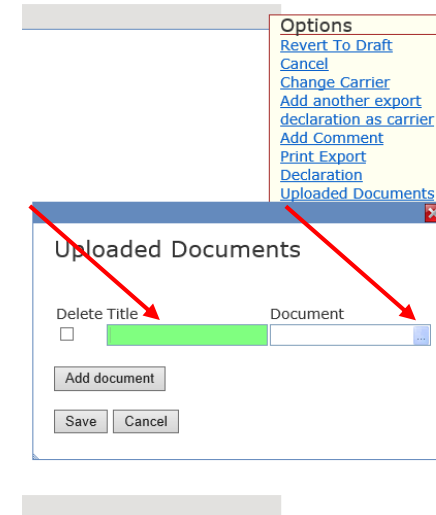 Options
Revert To Draft
Cancel
Change Carrier
Add another export
declaration as carrier
Add Comment
Print Export
Declaration
Uploaded Documents
Uploaded Documents
Delete Title Document
...
Add document
Save Cancel